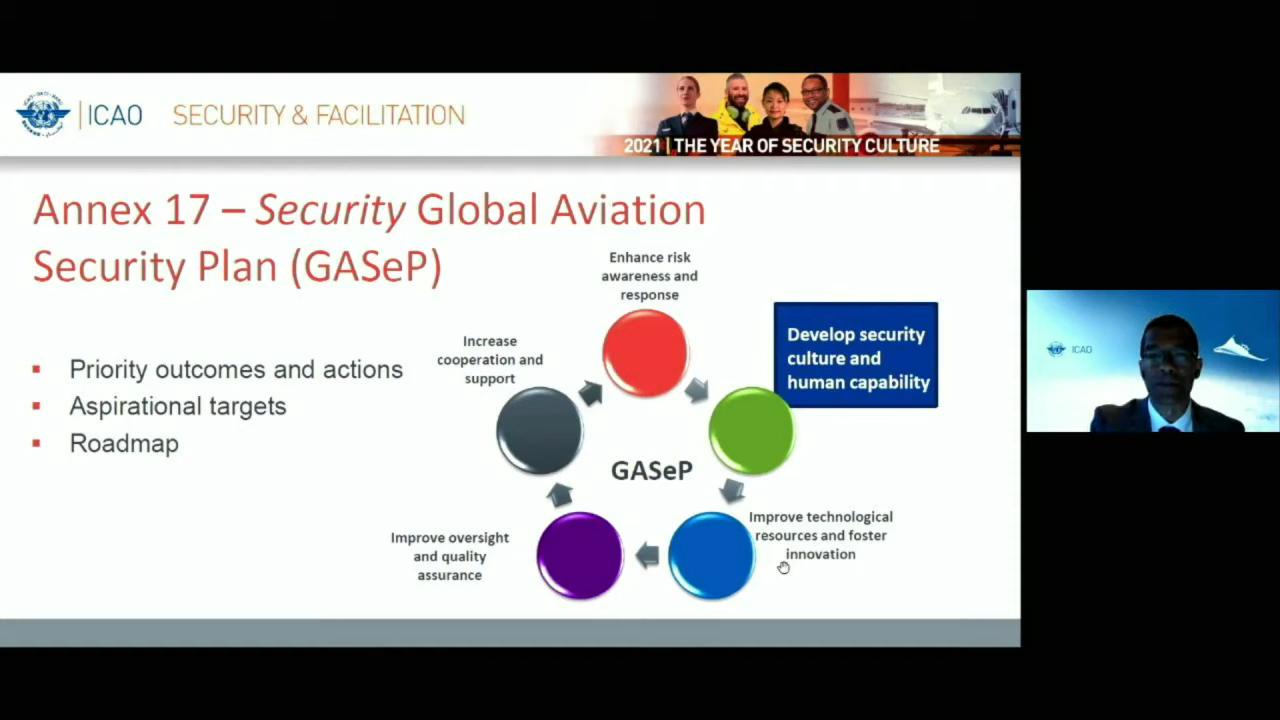 ICAO SECURITY & FACILITATION
2021 | THE YEAR OF SECURITY CULTURE
Annex 17 – Security Global Aviation
Security Plan (GASeP)
Priority outcomes and actions
Aspirational targets
Roadmap
Enhance risk
awareness and
response
Develop security
culture and
human capability
Improve technological
resources and foster
innovation
Improve oversight
and quality
assurance
Increase
cooperation and
support
GASeP
ICAO